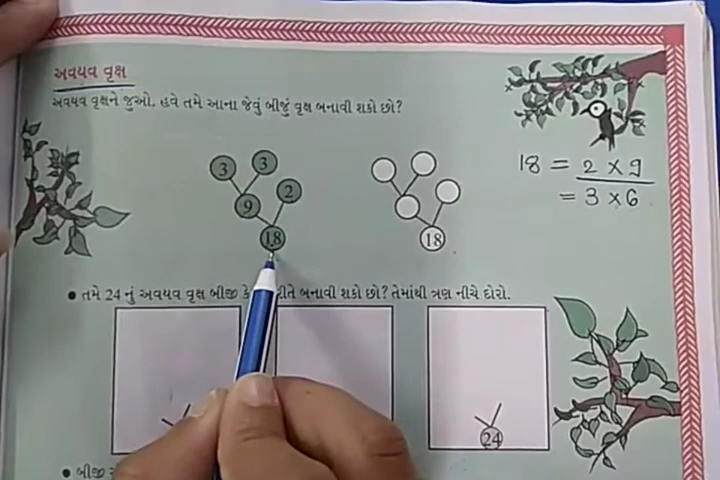 અવયવ વૃક્ષ
અવયવ વૃક્ષને જુઓ. હવે તમે આના જેવું બીજું વૃક્ષ બનાવી શકો છો?
3 3
9 2
18
18
18 = 2 × 9
= 3 × 6
• તમે 24 નું અવયવ વૃક્ષ બીજી રીતે બનાવી શકો છો? તેમાંથી ત્રણ નીચે દોરો.
24
• બીજી